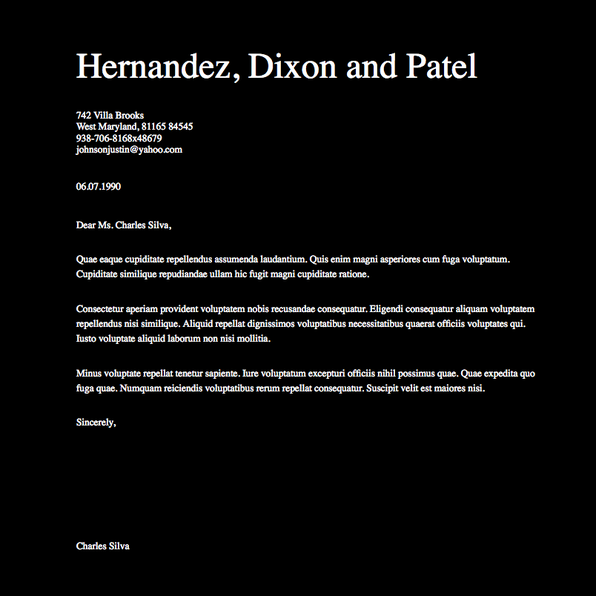 Hernandez, Dixon and Patel
742 Villa Brooks
West Maryland, 81165 84545
938-706-8168x48679
johnsonjustin@yahoo.com
06.07.1990
Dear Ms. Charles Silva,
Quae eaque cupiditate repellendus assumenda laudantium. Quis enim magni asperiores cum fuga voluptatum.
Cupiditate similique repudiandae ullam hic fugit magni cupiditate ratione.
Consectetur aperiam provident voluptatem nobis recusandae consequatur. Eligendi consequatur aliquam voluptatem
repellendus nisi similique. Aliquid repellat dignissimos voluptatibus necessitatibus quaerat officiis voluptates qui.
Iusto voluptate aliquid laborum non nisi mollitia.
Minus voluptate repellat tenetur sapiente. Iure voluptatum excepturi officiis nihil possimus quae. Quae expedita quo
fuga quae. Numquam reiciendis voluptatibus rerum repellat consequatur. Suscipit velit est maiores nisi.
Sincerely,
Charles Silva